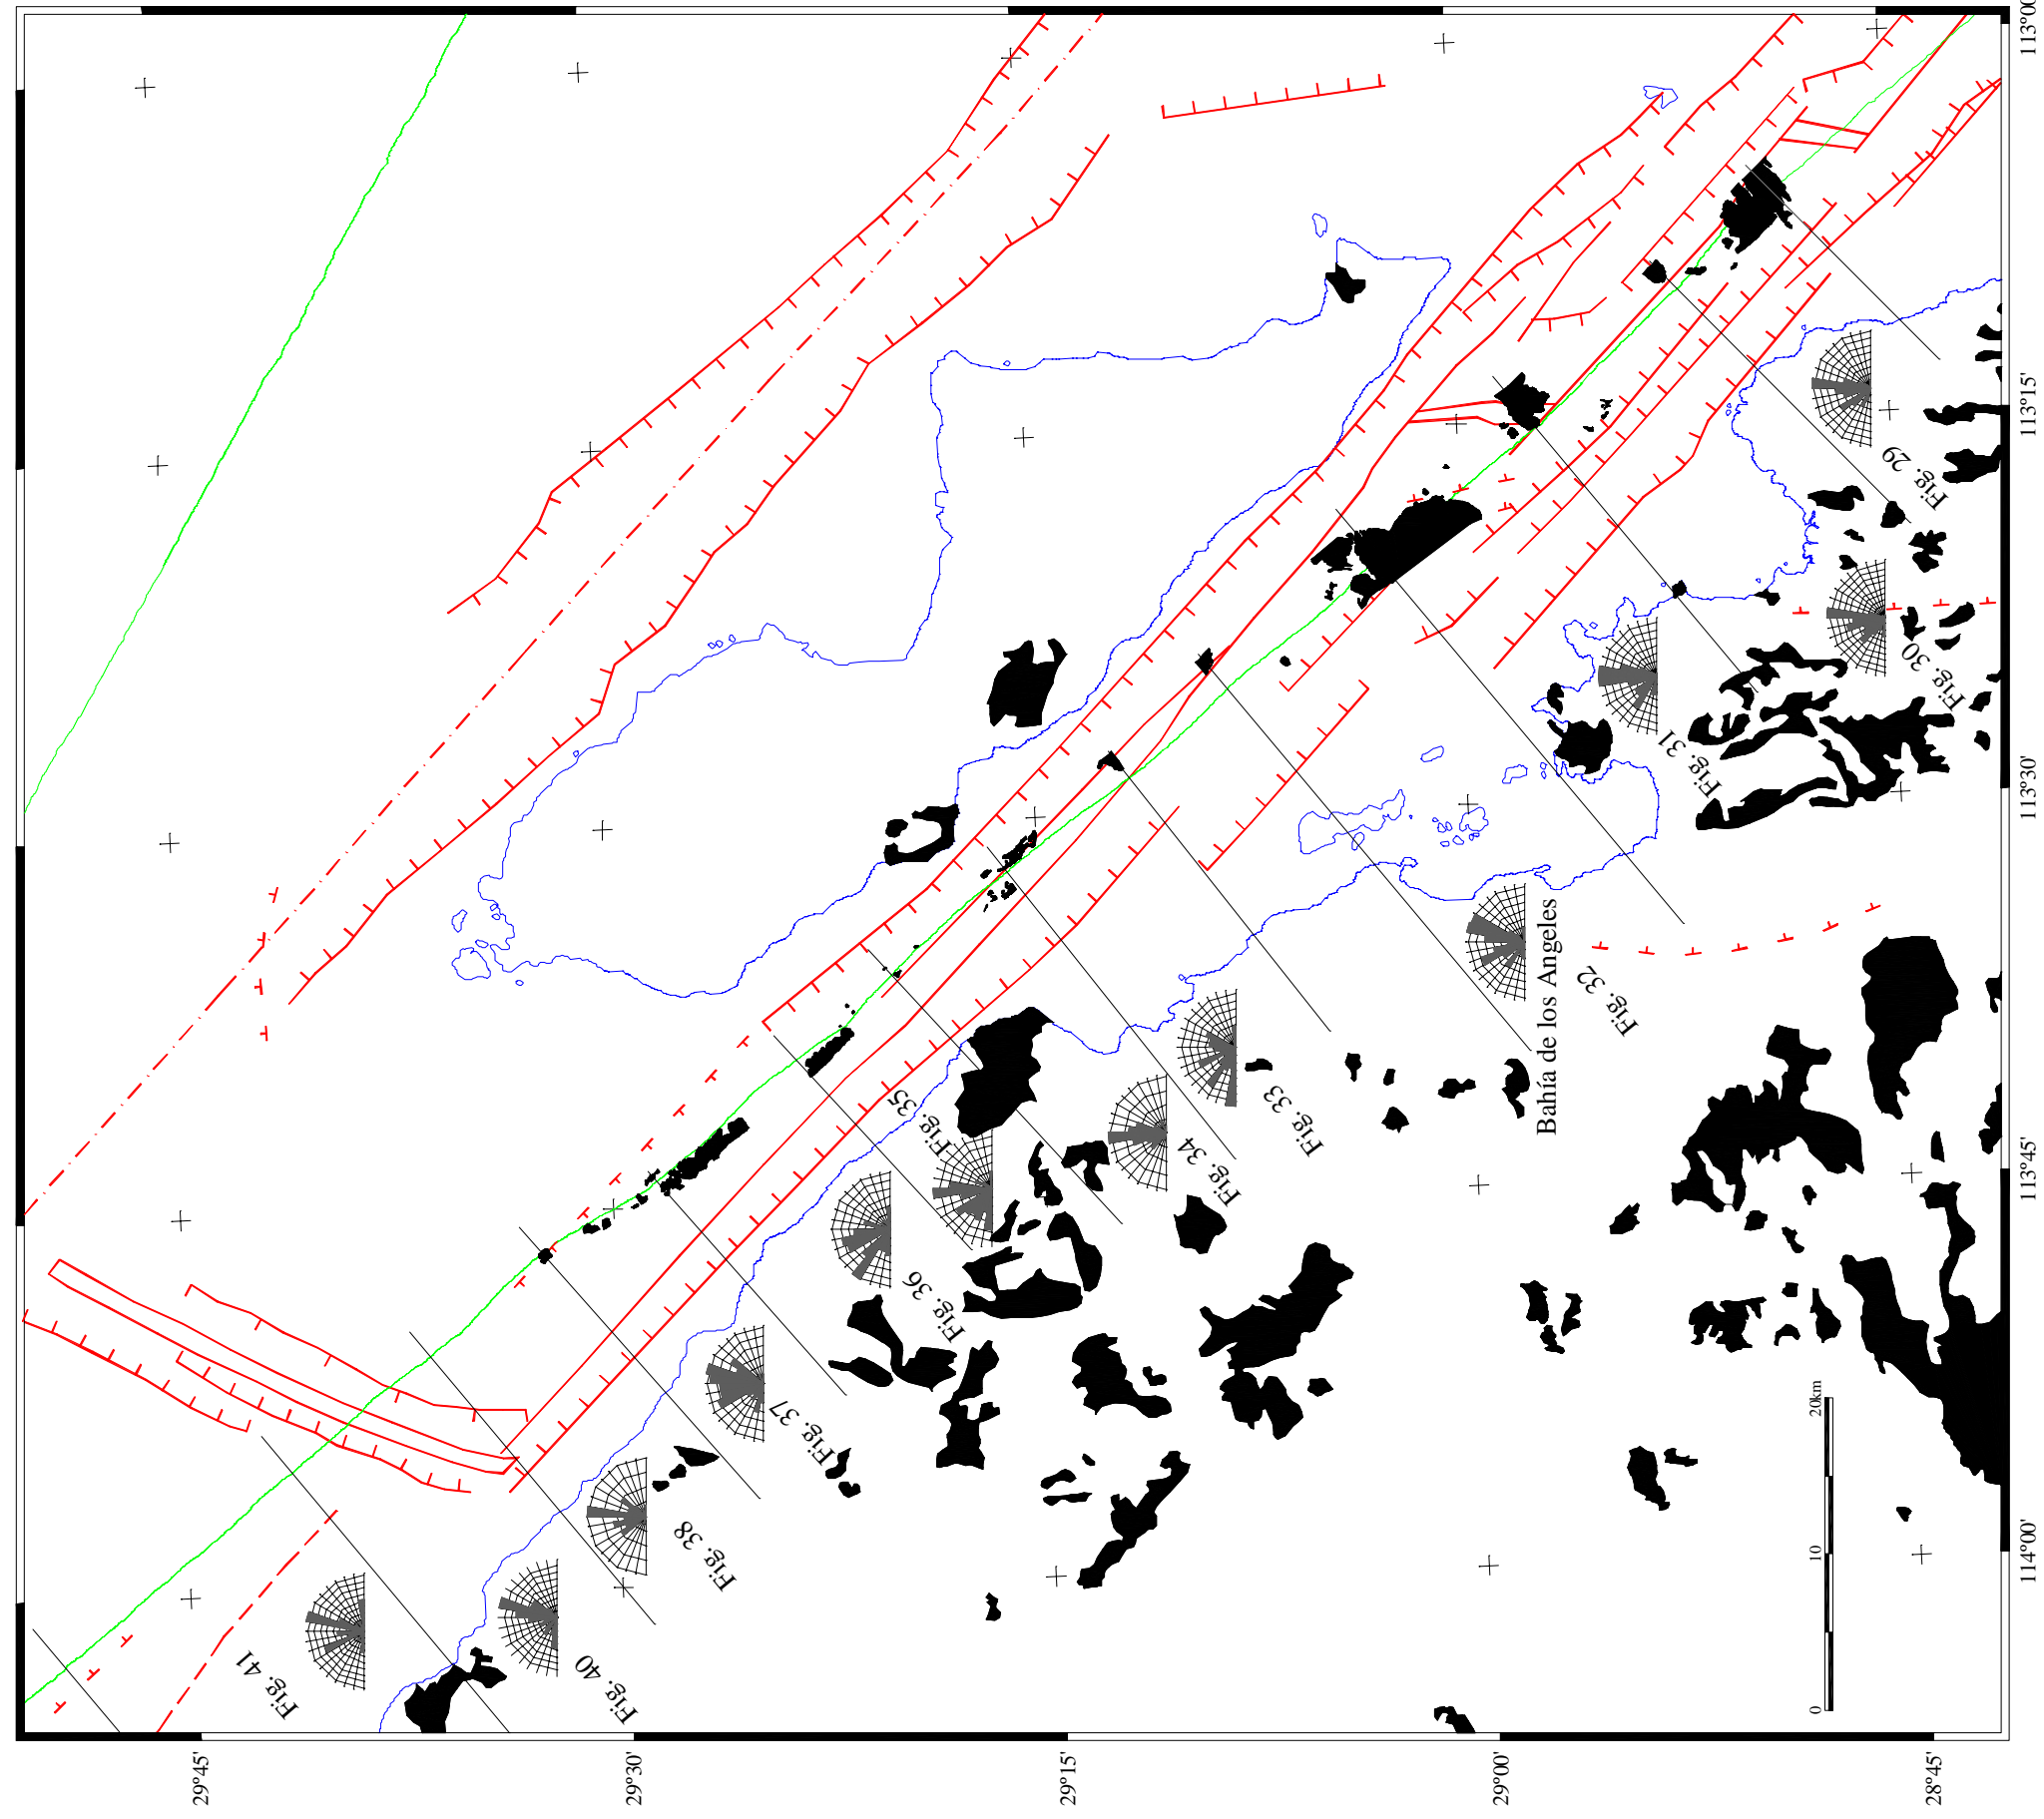 Fig. 41
Fig. 40
Fig. 38
Fig. 37
Fig. 36
Fig. 35
Fig. 34
Fig. 33
Fig. 32
Fig. 31
Fig. 30
Fig. 29
Bahía de los Angeles
0
10
20km
29°45'
29°30'
29°15'
29°00'
28°45'
114°00'
113°45'
113°30'
113°15'